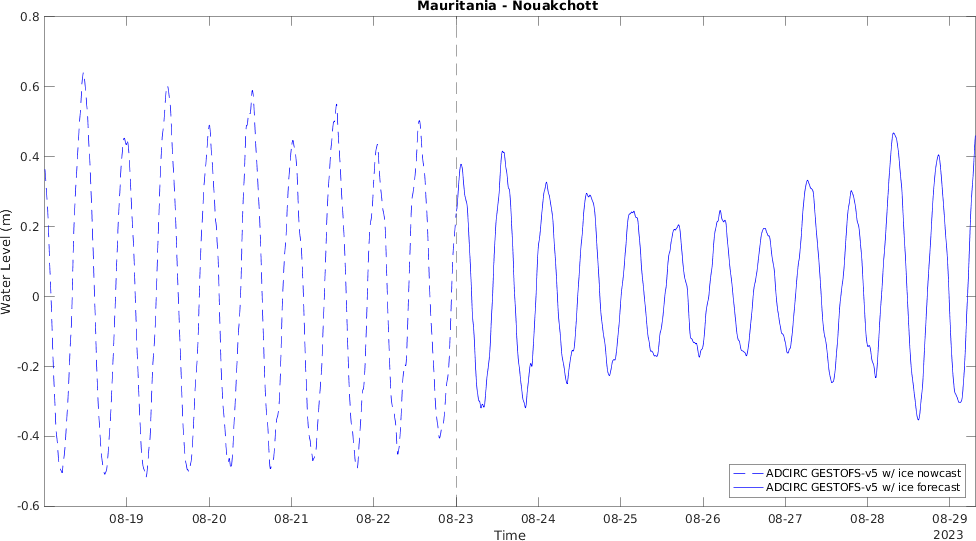 Mauritania - Nouakchott
0.8
0.6
0.4
0.2
0
-0.2
-0.4
-0.6
Water Level (m)
ADCIRC GESTOFS-v5 w/ ice nowcast
ADCIRC GESTOFS-v5 w/ ice forecast
08-19 08-20 08-21 08-22 08-23 08-24 08-25 08-26 08-27 08-28 08-29
Time 2023